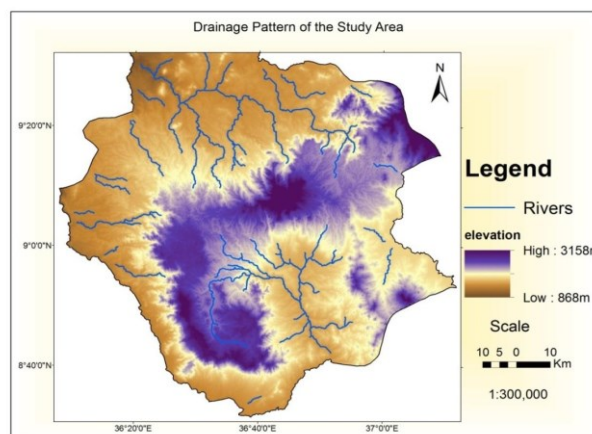 Drainage Pattern of the Study Area
N
9°20'0"N
9°0'0"N
8°40'0"N
36°20'0"E
36°40'0"E
37°0'0"E
Legend
Rivers
elevation
High : 3158m
Low : 868m
Scale
10 5 0 10
Km
1:300,000